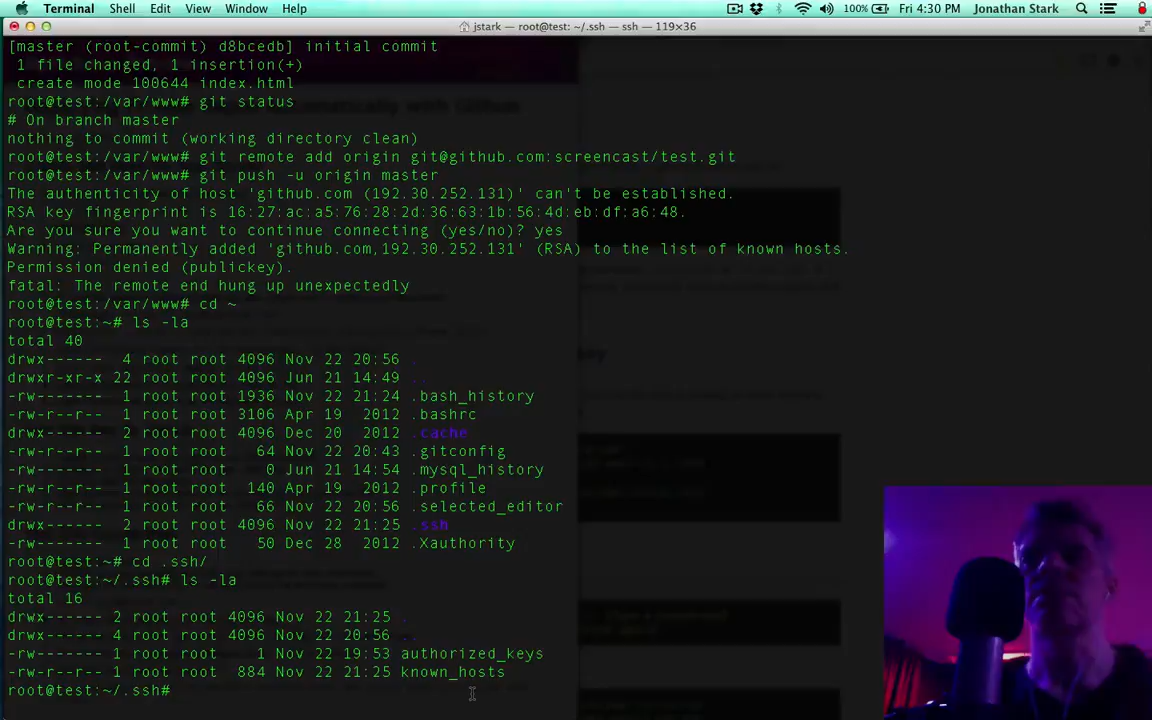 Terminal Shell Edit View Window Help 100% Fri 4:30 PM Jonathan Stark
jstark — root@test: ~/.ssh — ssh — 119×36
[master (root-commit) d8bcedb] initial commit
1 file changed, 1 insertion(+)
create mode 100644 index.html
root@test:/var/www# git status
# On branch master
nothing to commit (working directory clean)
root@test:/var/www# git remote add origin git@github.com:screencast/test.git
root@test:/var/www# git push -u origin master
The authenticity of host 'github.com (192.30.252.131)' can't be established.
RSA key fingerprint is 16:27:ac:a5:76:28:2d:36:63:1b:56:4d:eb:df:a6:48.
Are you sure you want to continue connecting (yes/no)? yes
Warning: Permanently added 'github.com,192.30.252.131' (RSA) to the list of known hosts.
Permission denied (publickey).
fatal: The remote end hung up unexpectedly
root@test:/var/www# cd ~
root@test:~# ls -la
total 40
drwx------ 4 root root 4096 Nov 22 20:56 .
drwxr-xr-x 22 root root 4096 Jun 21 14:49 ..
-rw------- 1 root root 1936 Nov 22 21:24 .bash_history
-rw-r--r-- 1 root root 3106 Apr 19 2012 .bashrc
drwx------ 2 root root 4096 Dec 20 2012 .cache
-rw-r--r-- 1 root root 64 Nov 22 20:43 .gitconfig
-rw------- 1 root root 0 Jun 21 14:54 .mysql_history
-rw-r--r-- 1 root root 140 Apr 19 2012 .profile
-rw-r--r-- 1 root root 66 Nov 22 20:56 .selected_editor
drwx------ 2 root root 4096 Nov 22 21:25 .ssh
-rw------- 1 root root 50 Dec 28 2012 .Xauthority
root@test:~# cd .ssh/
root@test:~/.ssh# ls -la
total 16
drwx------ 2 root root 4096 Nov 22 21:25 .
drwx------ 4 root root 4096 Nov 22 20:56 ..
-rw------- 1 root root 1 Nov 22 19:53 authorized_keys
-rw-r--r-- 1 root root 884 Nov 22 21:25 known_hosts
root@test:~/.ssh#